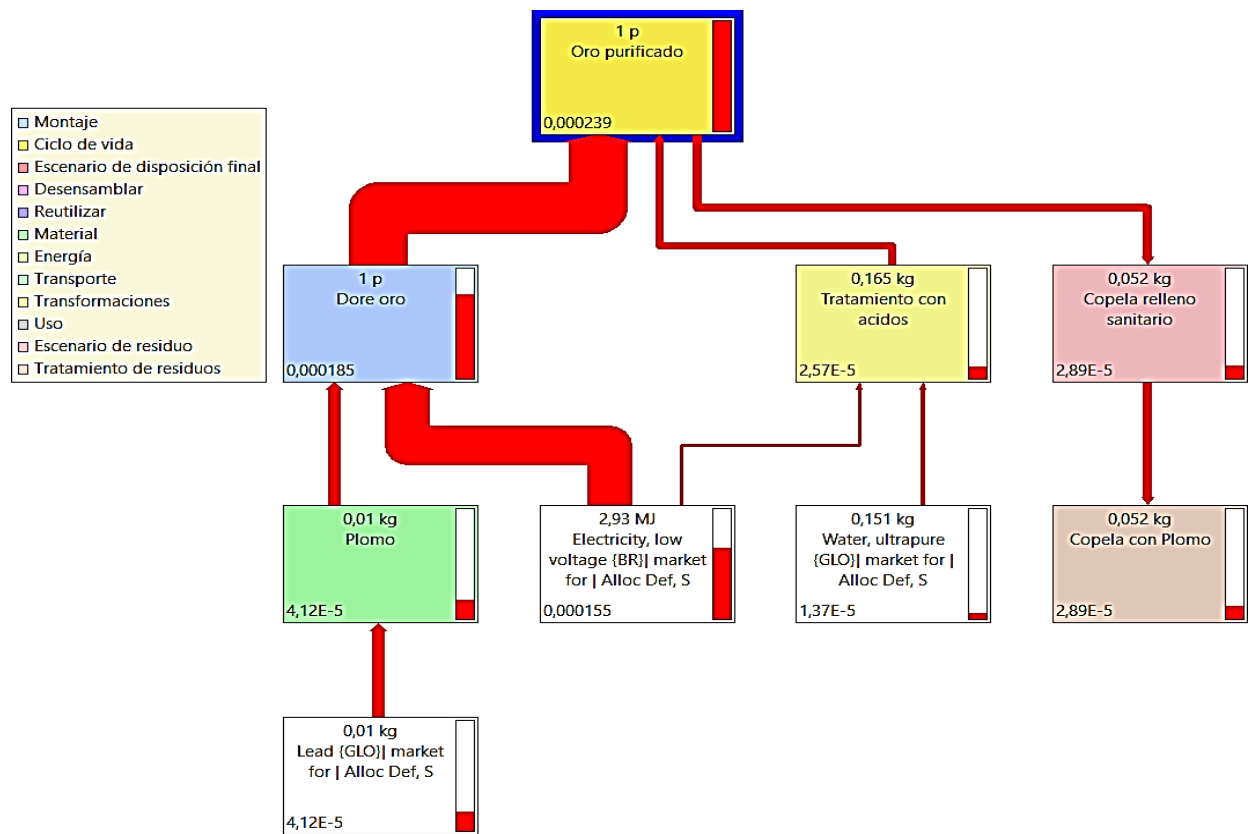 1 p
Oro purificado
0,000239
Montaje
Ciclo de vida
Escenario de disposición final
Desensamblar
Reutilizar
Material
Energía
Transporte
Transformaciones
Uso
Escenario de residuo
Tratamiento de residuos
1 p
Dore oro
0,000185
0,165 kg
Tratamiento con
acidos
2,57E-5
0,052 kg
Copela relleno
sanitario
2,89E-5
0,01 kg
Plomo
4,12E-5
2,93 MJ
Electricity, low
voltage {BR}| market
for | Alloc Def, S
0,000155
0,151 kg
Water, ultrapure
{GLO}| market for |
Alloc Def, S
1,37E-5
0,052 kg
Copela con Plomo
2,89E-5
0,01 kg
Lead {GLO}| market
for | Alloc Def, S
4,12E-5